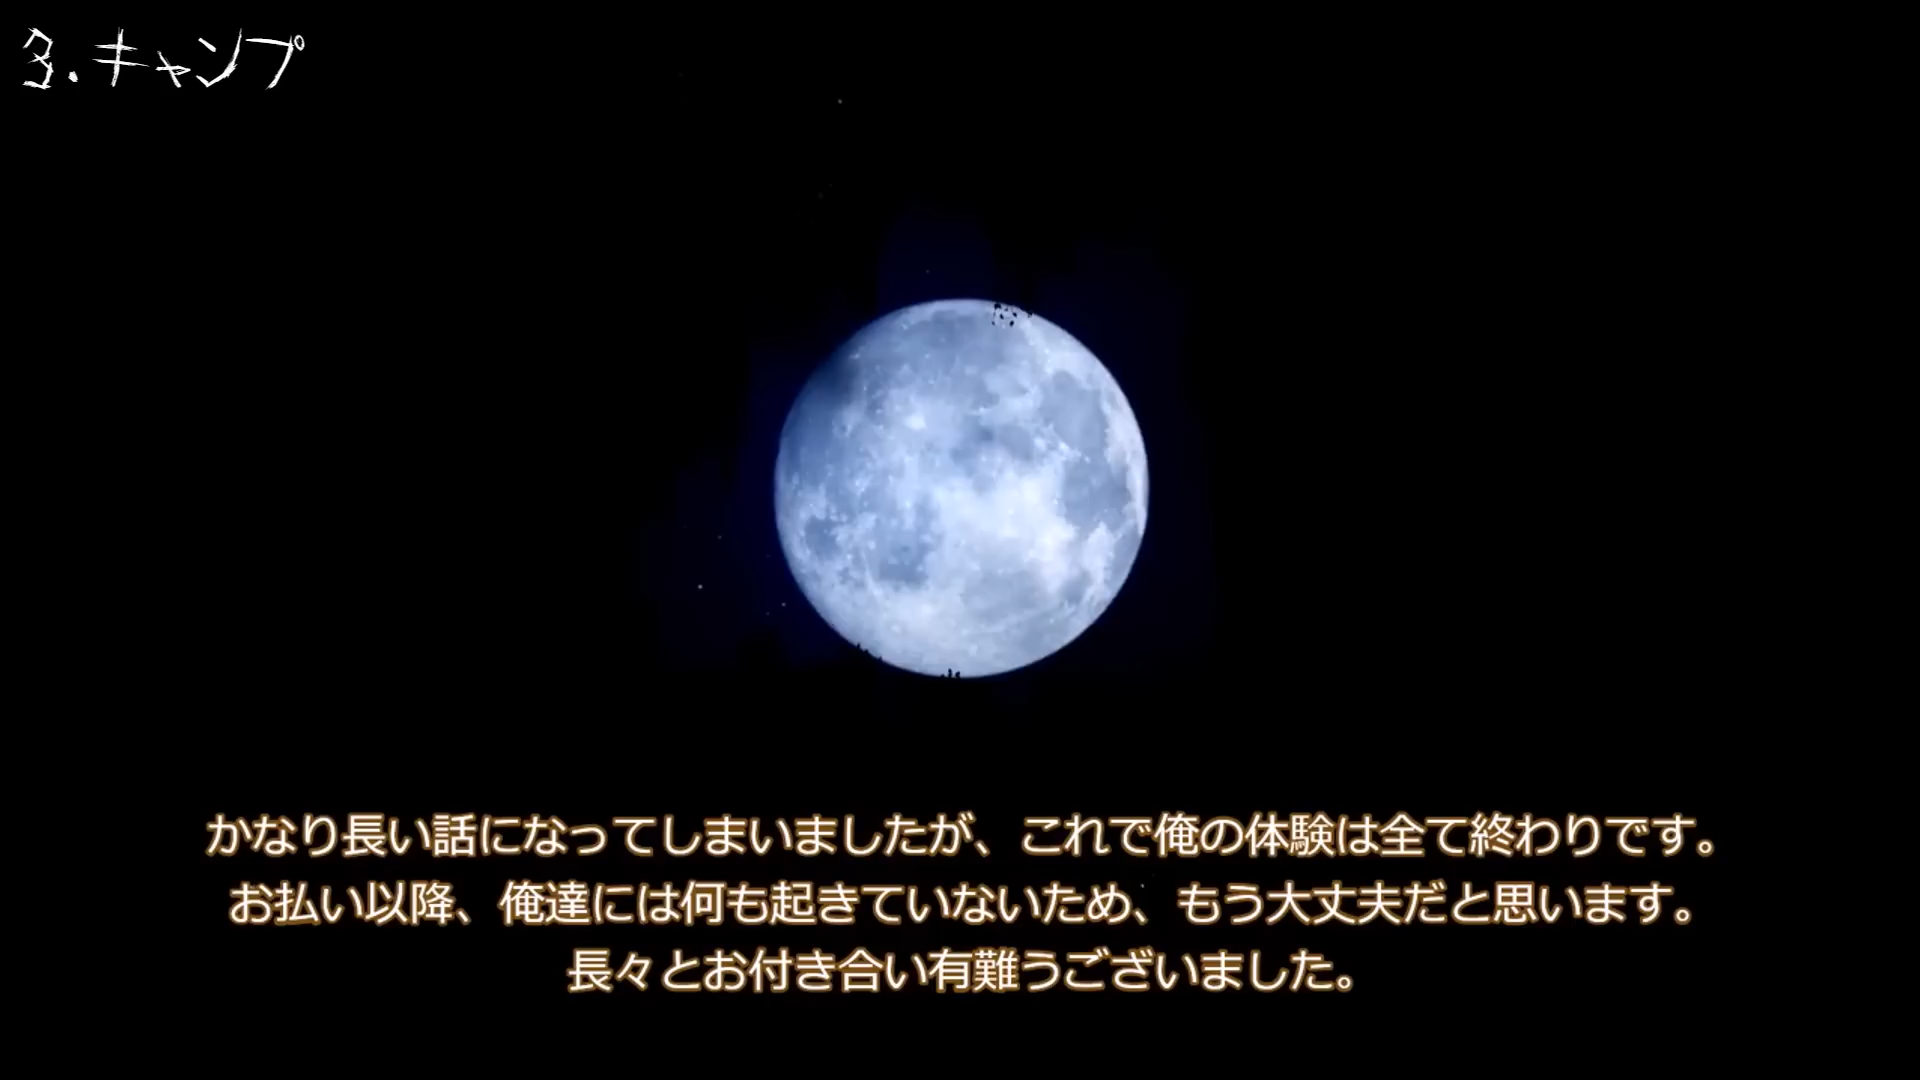 3.キャンプ
かなり長い話になってしまいましたが、これで俺の体験は全て終わりです。
お払い以降、俺達には何も起きていないため、もう大丈夫だと思います。
長々とお付き合い有難うございました。